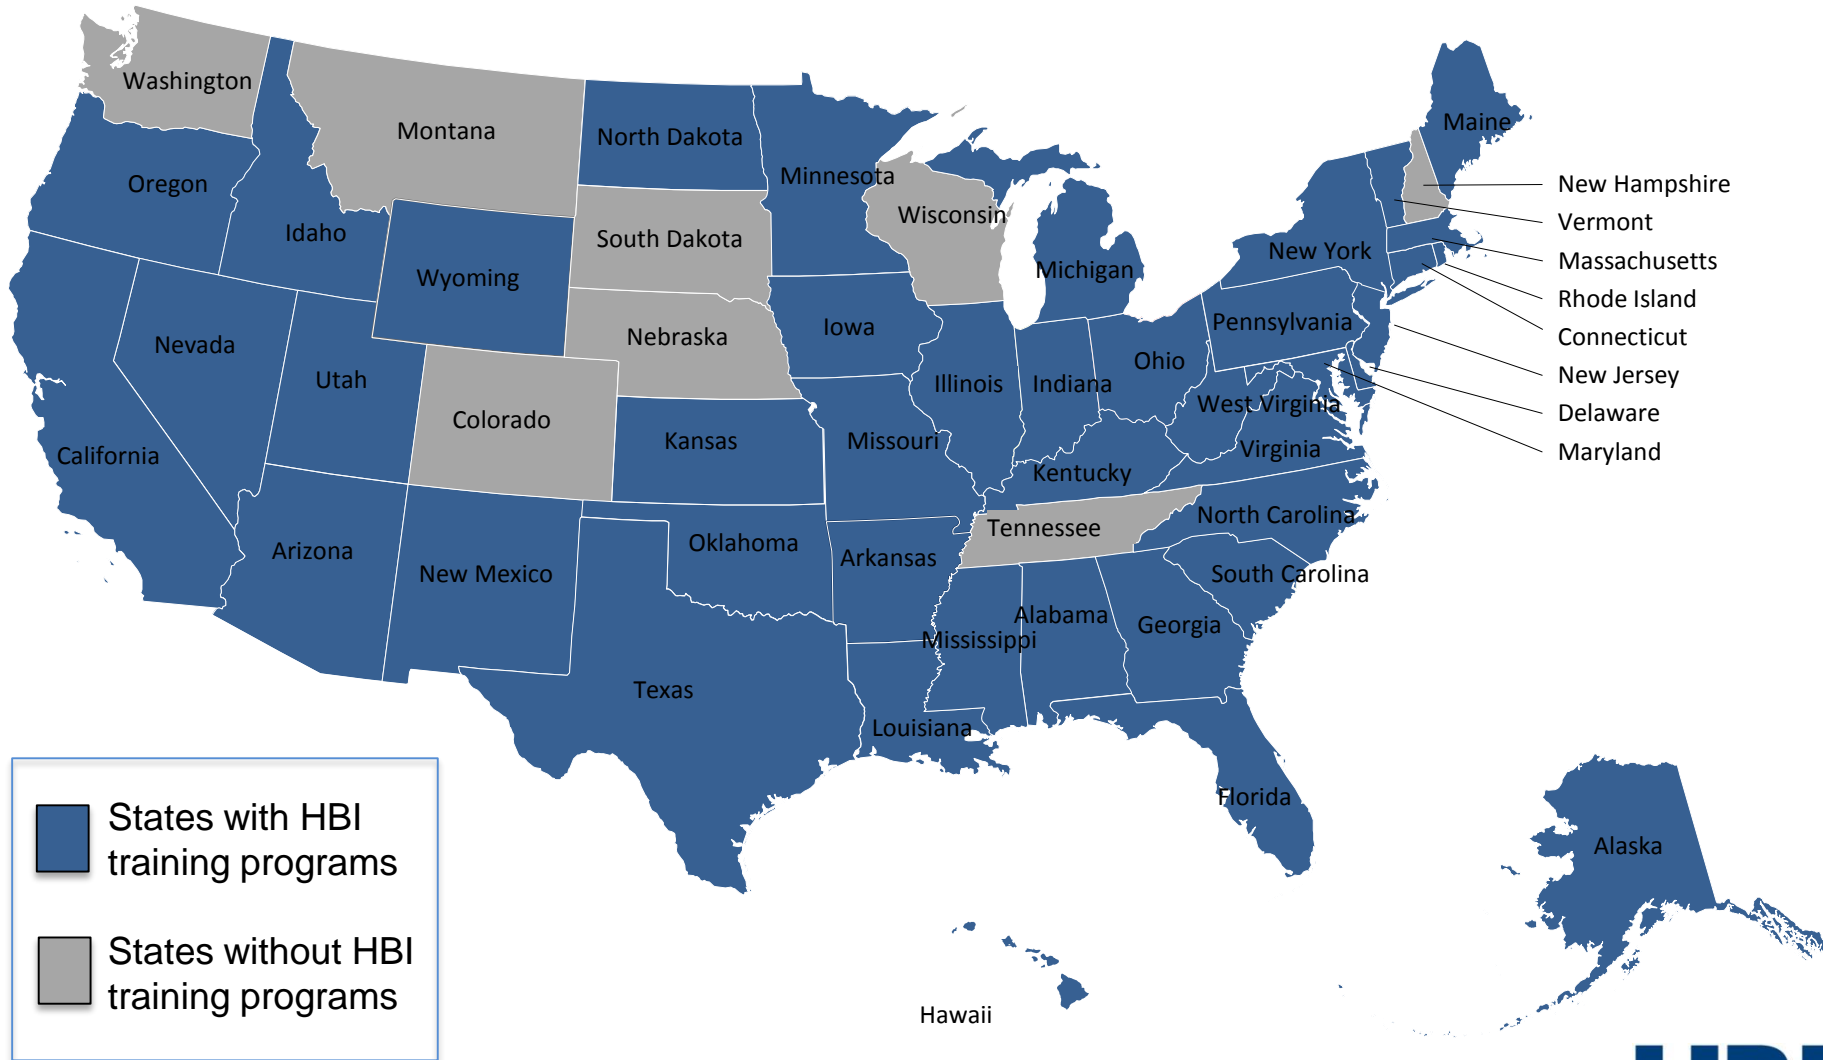 Washington
Montana
North Dakota
Minnesota
Maine
Oregon
Idaho
Wyoming
South Dakota
Wisconsin
Michigan
New York
New Hampshire
Vermont
Massachusetts
Rhode Island
Connecticut
New Jersey
Delaware
Maryland
Nevada
Utah
Nebraska
Iowa
Illinois
Indiana
Ohio
Pennsylvania
California
Colorado
Kansas
Missouri
Kentucky
West Virginia
Virginia
Arizona
New Mexico
Oklahoma
Arkansas
Tennessee
North Carolina
South Carolina
Texas
Louisiana
Mississippi
Alabama
Georgia
Florida
Alaska
Hawaii
States with HBI
training programs
States without HBI
training programs